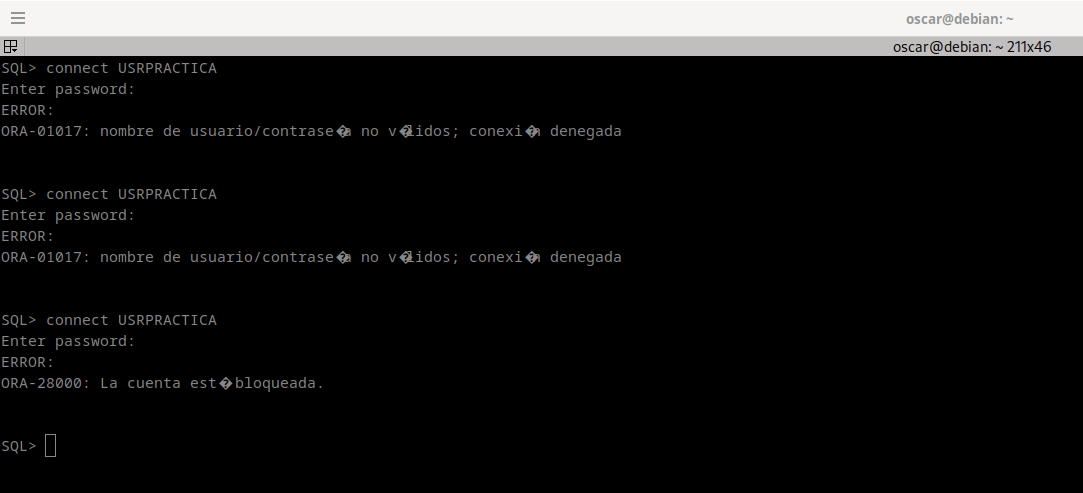 oscar@debian: ~
oscar@debian: ~ 211x46
SQL> connect USRPRACTICA
Enter password:
ERROR:
ORA-01017: nombre de usuario/contrase�a no v�lidos; conexi�n denegada
SQL> connect USRPRACTICA
Enter password:
ERROR:
ORA-01017: nombre de usuario/contrase�a no v�lidos; conexi�n denegada
SQL> connect USRPRACTICA
Enter password:
ERROR:
ORA-28000: La cuenta est� bloqueada.
SQL>